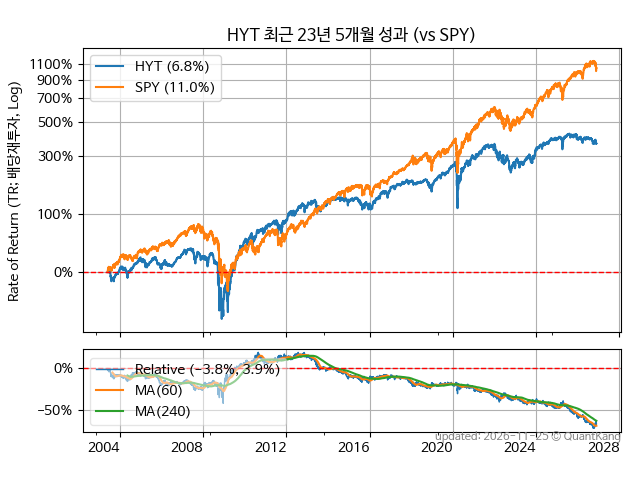 HYT 최근 23년 5개월 성과 (vs SPY)
Rate of Return (TR; 배당재투자, Log)
1100%
900%
700%
500%
300%
100%
0%
HYT (6.8%)
SPY (11.0%)
0%
−50%
Relative (−3.8%, 3.9%)
MA(60)
MA(240)
updated: 2026-11-25 © QuantKang
2004
2008
2012
2016
2020
2024
2028